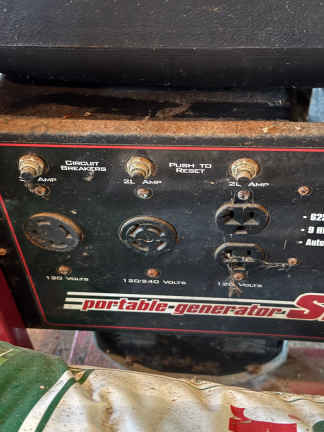 CIRCUIT
BREAKERS
PUSH TO
RESET
AMP
2L AMP
2L AMP
- 9 H
120 VOLTS
120/240 VOLTS
120 VOLTS
portable-generator S